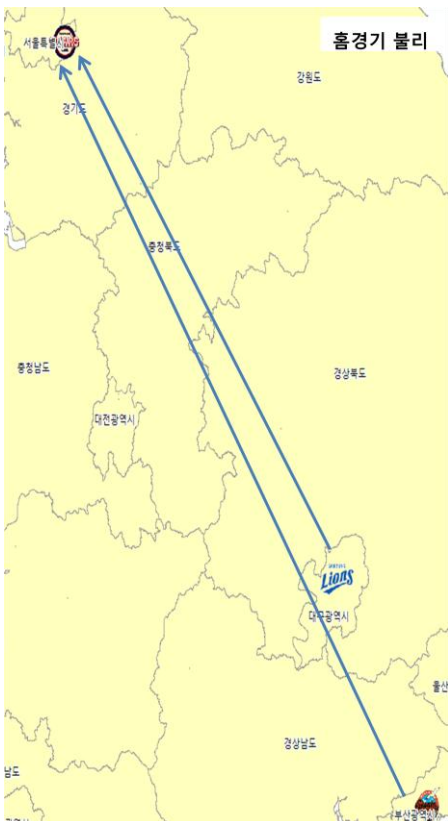 홈경기 불리
서울특별시
강원도
경기도
충청북도
충청남도
경상북도
대전광역시
Lions
대구광역시
울산
경상남도
남도
부산광역시